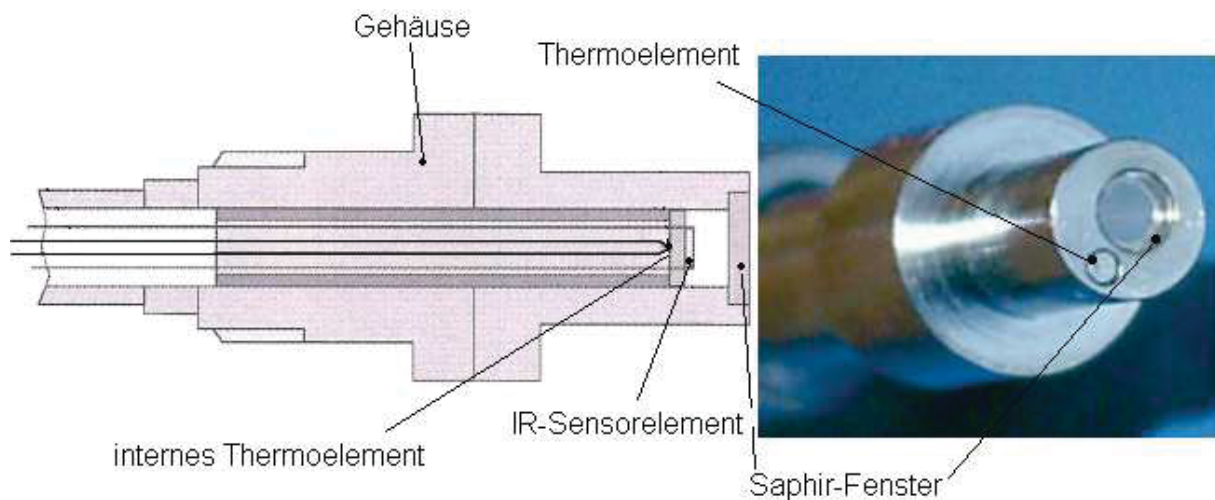 Gehäuse
Thermoelement
IR-Sensorelement
internes Thermoelement
Saphir-Fenster